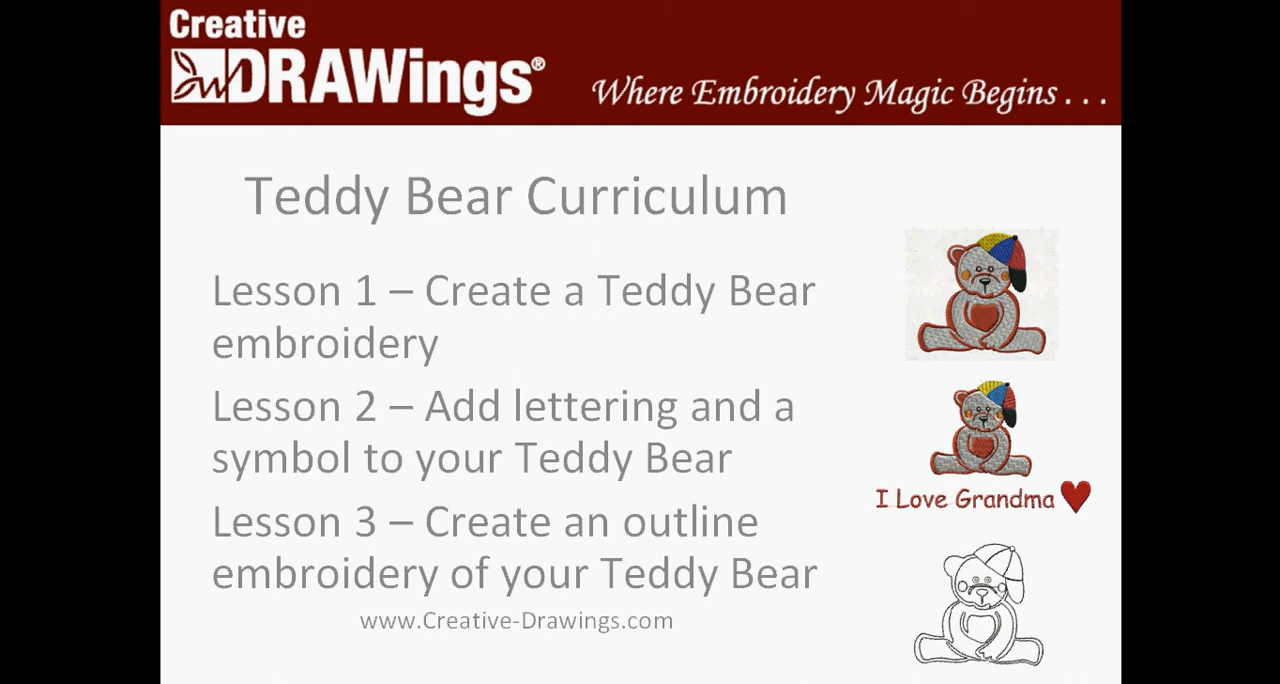 Creative
DRAWings®
Where Embroidery Magic Begins . . .
Teddy Bear Curriculum
Lesson 1 – Create a Teddy Bear
embroidery
Lesson 2 – Add lettering and a
symbol to your Teddy Bear
I Love Grandma
Lesson 3 – Create an outline
embroidery of your Teddy Bear
www.Creative-Drawings.com